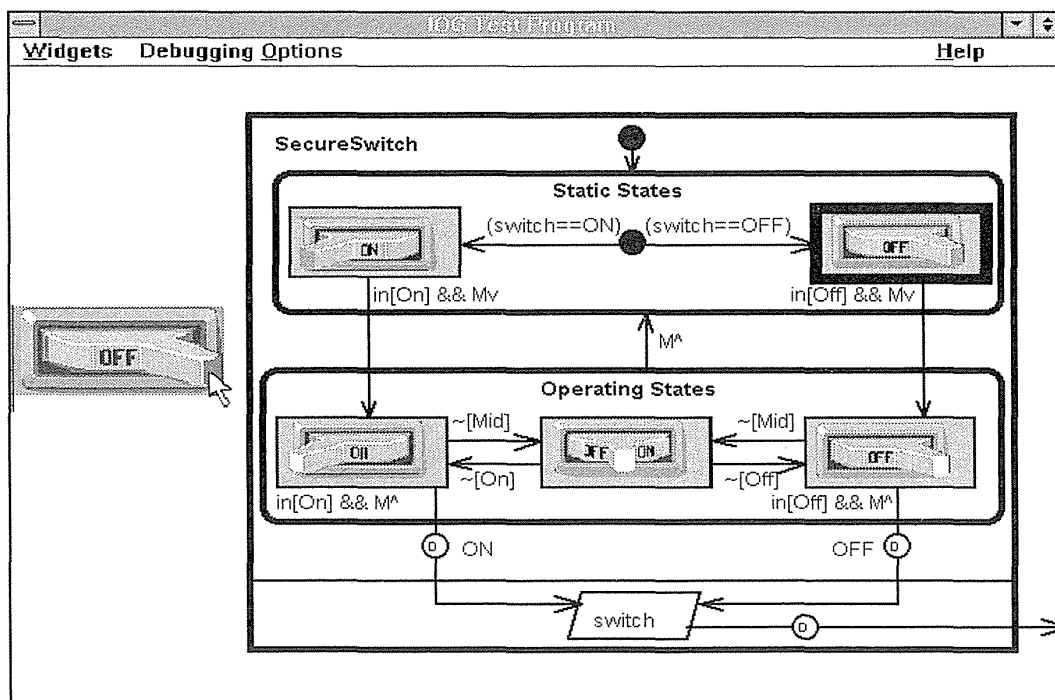 IOG Test Program
Widgets Debugging Options Help
SecureSwitch
Static States
(switch==ON) (switch==OFF)
ON
OFF
in[On] && Mv in[Off] && Mv
OFF
M^
Operating States
~[Mid] ~[Mid]
OFF ON
OFF
~[On] ~[Off]
in[On] && M^ in[Off] && M^
D ON OFF D
switch
D